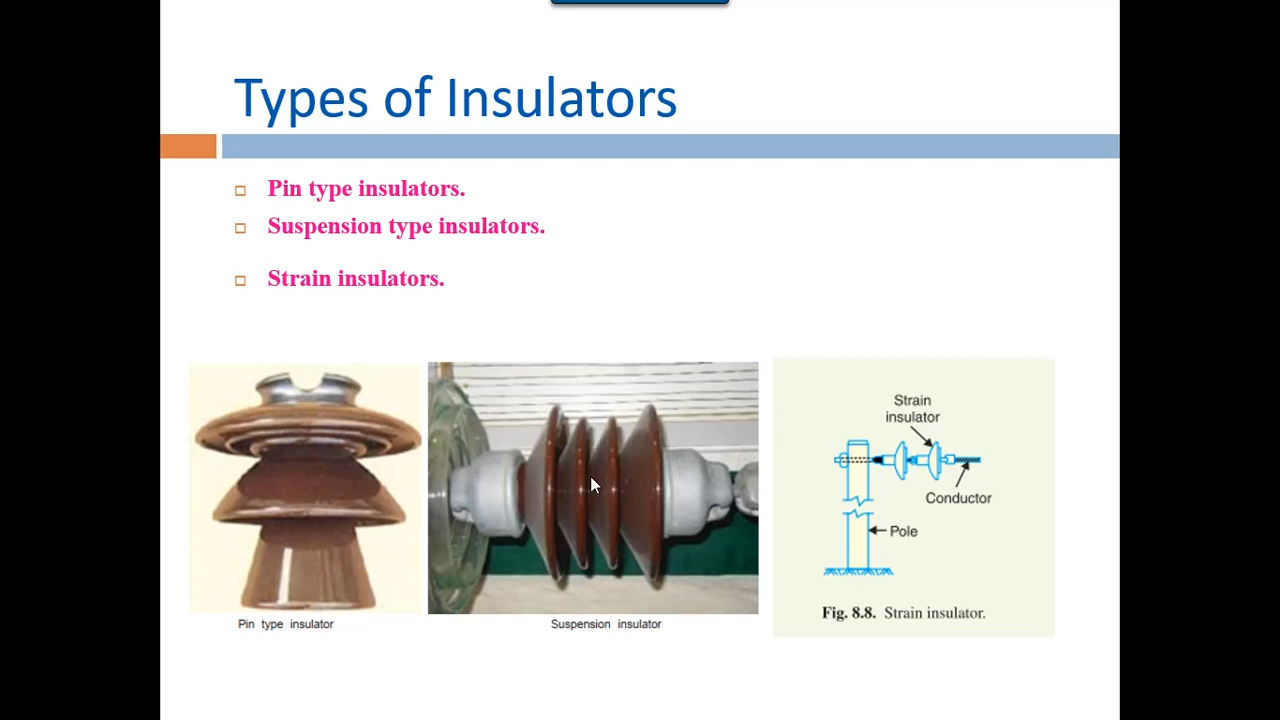 Types of Insulators
Pin type insulators.
Suspension type insulators.
Strain insulators.
Pin type insulator
Suspension insulator
Strain
insulator
Conductor
Pole
Fig. 8.8. Strain insulator.